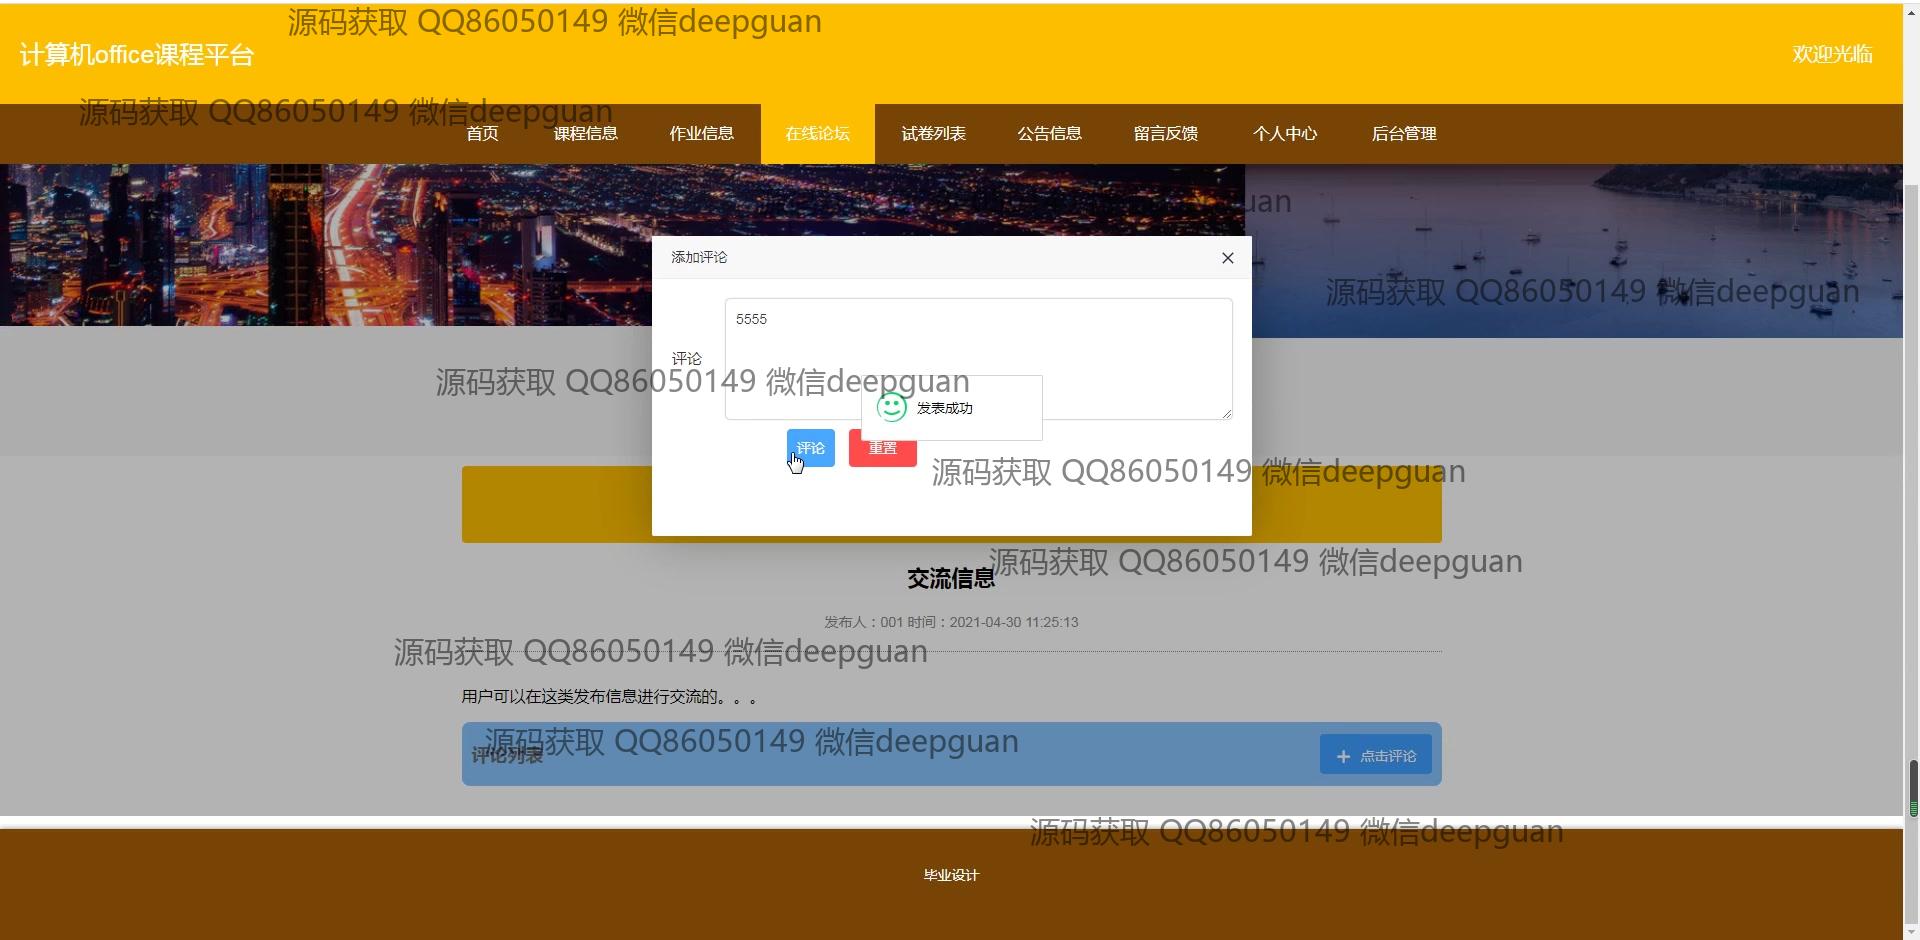 源码获取 QQ86050149 微信deepguan
计算机office课程平台
欢迎光临
源码获取 QQ86050149 微信deepguan
首页 课程信息 作业信息 在线论坛 试卷列表 公告信息 留言反馈 个人中心 后台管理
uan
添加评论
源码获取 QQ86050149 微信deepguan
5555
评论
源码获取 QQ86050149 微信deepguan
发表成功
评论 重置
源码获取 QQ86050149 微信deepguan
源码获取 QQ86050149 微信deepguan
交流信息
发布人：001 时间：2021-04-30 11:25:13
源码获取 QQ86050149 微信deepguan
用户可以在这类发布信息进行交流的。。。
源码获取 QQ86050149 微信deepguan
评论列表
点击评论
源码获取 QQ86050149 微信deepguan
毕业设计